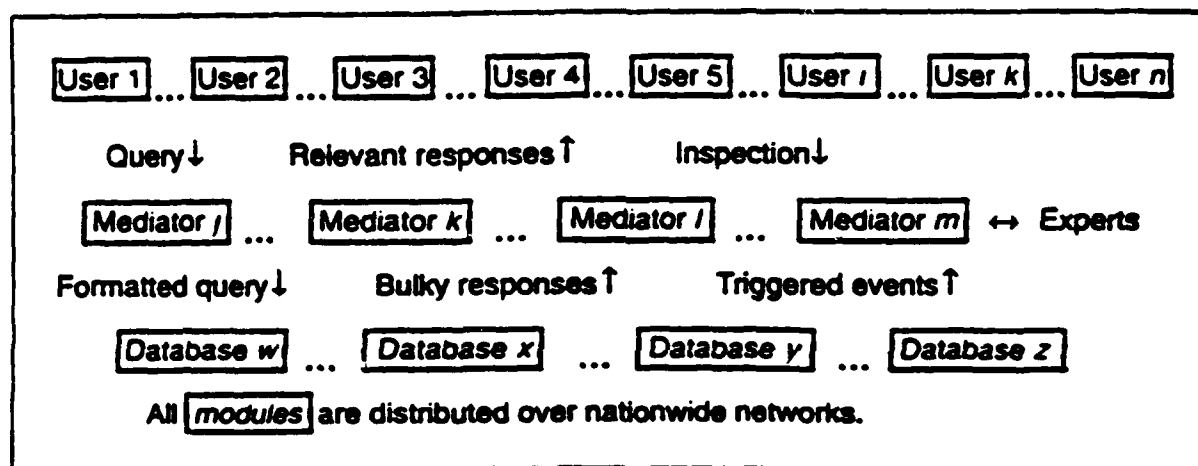 User 1 ... User 2 ... User 3 ... User 4 ... User 5 ... User i ... User k ... User n
Query↓ Relevant responses↑ Inspection↓
Mediator j ... Mediator k ... Mediator l ... Mediator m ↔ Experts
Formatted query↓ Bulky responses↑ Triggered events↑
Database w ... Database x ... Database y ... Database z
All modules are distributed over nationwide networks.